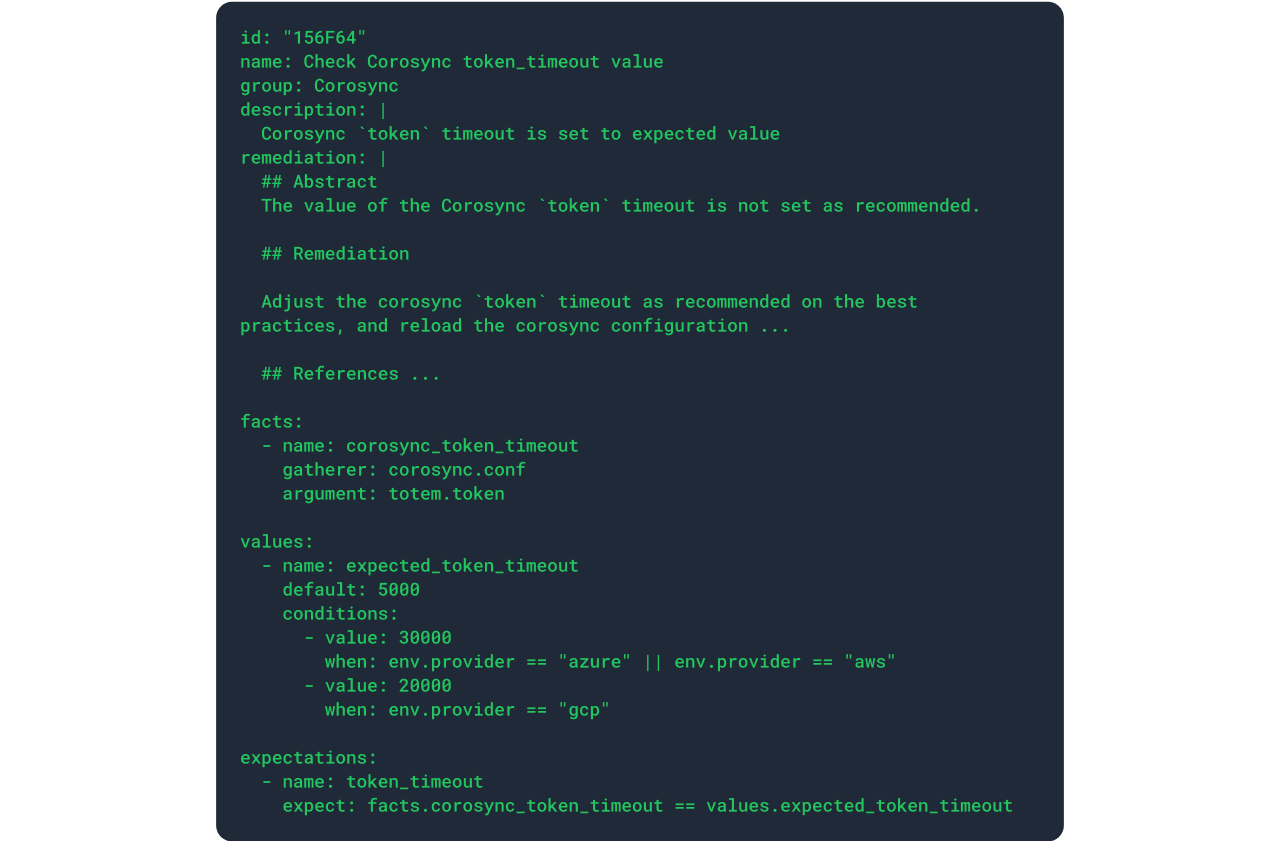 id: "156F64"
name: Check Corosync token_timeout value
group: Corosync
description: |
  Corosync `token` timeout is set to expected value
remediation: |
  ## Abstract
  The value of the Corosync `token` timeout is not set as recommended.

  ## Remediation

  Adjust the corosync `token` timeout as recommended on the best
practices, and reload the corosync configuration ...

  ## References ...

facts:
  - name: corosync_token_timeout
    gatherer: corosync.conf
    argument: totem.token

values:
  - name: expected_token_timeout
    default: 5000
    conditions:
      - value: 30000
        when: env.provider == "azure" || env.provider == "aws"
      - value: 20000
        when: env.provider == "gcp"

expectations:
  - name: token_timeout
    expect: facts.corosync_token_timeout == values.expected_token_timeout